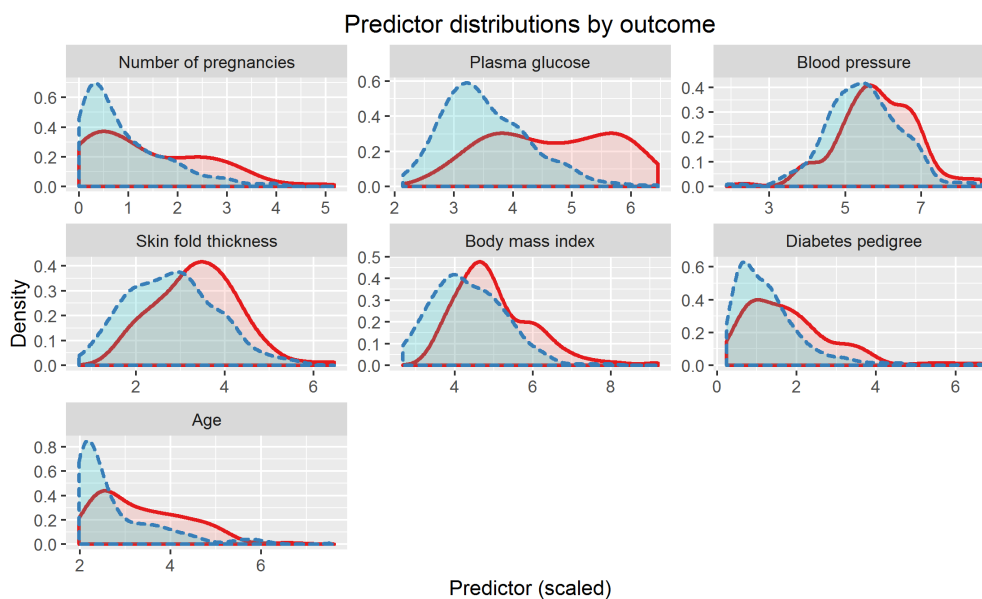 Predictor distributions by outcome
Number of pregnancies
Plasma glucose
Blood pressure
0.6
0.4
0.2
0.0
0 1 2 3 4 5
0.6
0.4
0.2
0.0
2 3 4 5 6
0.4
0.3
0.2
0.1
0.0
3 5 7
Skin fold thickness
Body mass index
Diabetes pedigree
0.4
0.3
0.2
0.1
0.0
2 4 6
0.5
0.4
0.3
0.2
0.1
0.0
4 6 8
0.6
0.4
0.2
0.0
0 2 4 6
Density
Age
0.8
0.6
0.4
0.2
0.0
2 4 6
Predictor (scaled)